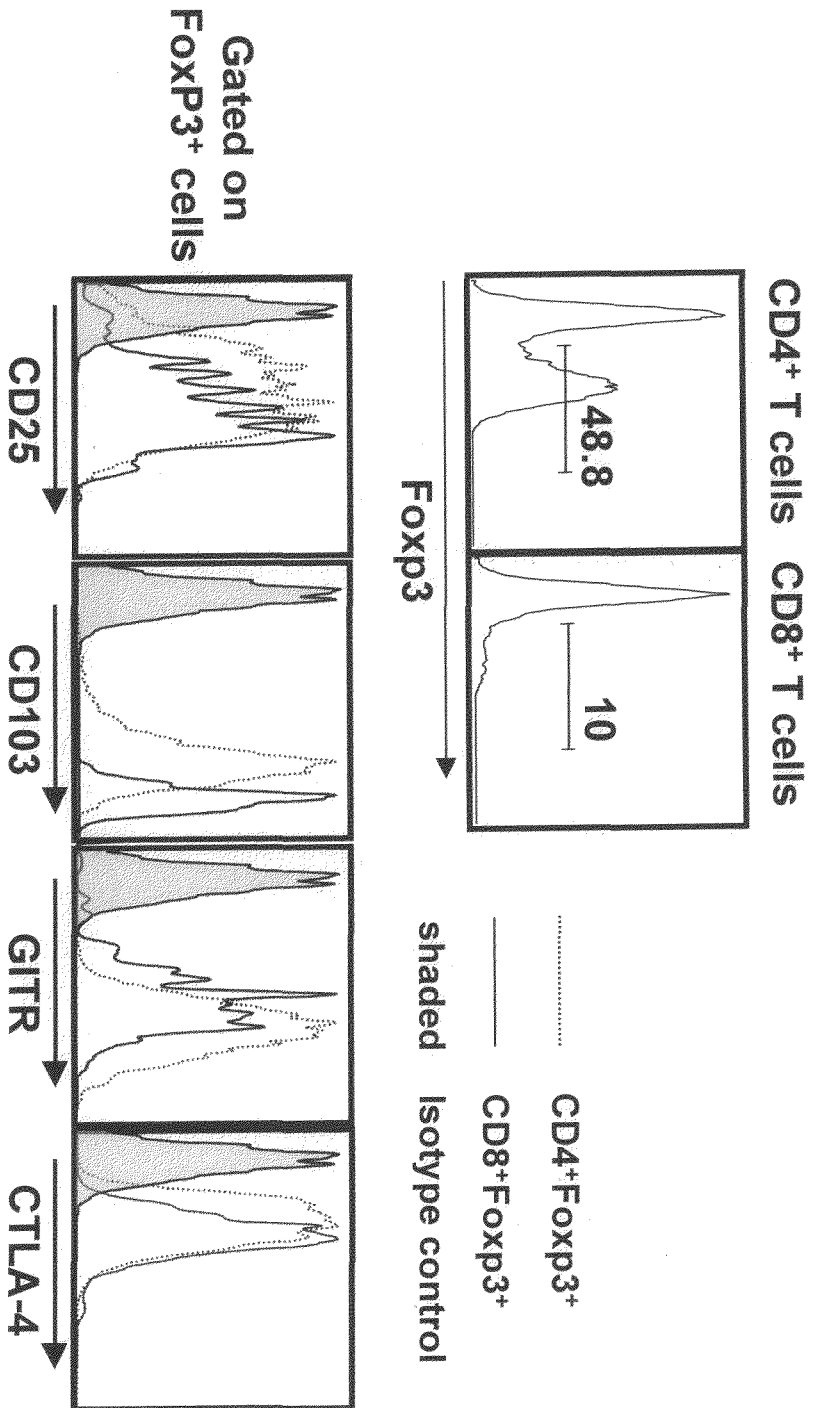 CD4⁺ T cells
CD8⁺ T cells
48.8
10
Foxp3
CD4⁺Foxp3⁺
CD8⁺Foxp3⁺
shaded
Isotype control
Gated on
FoxP3⁺ cells
CD25
CD103
GITR
CTLA-4